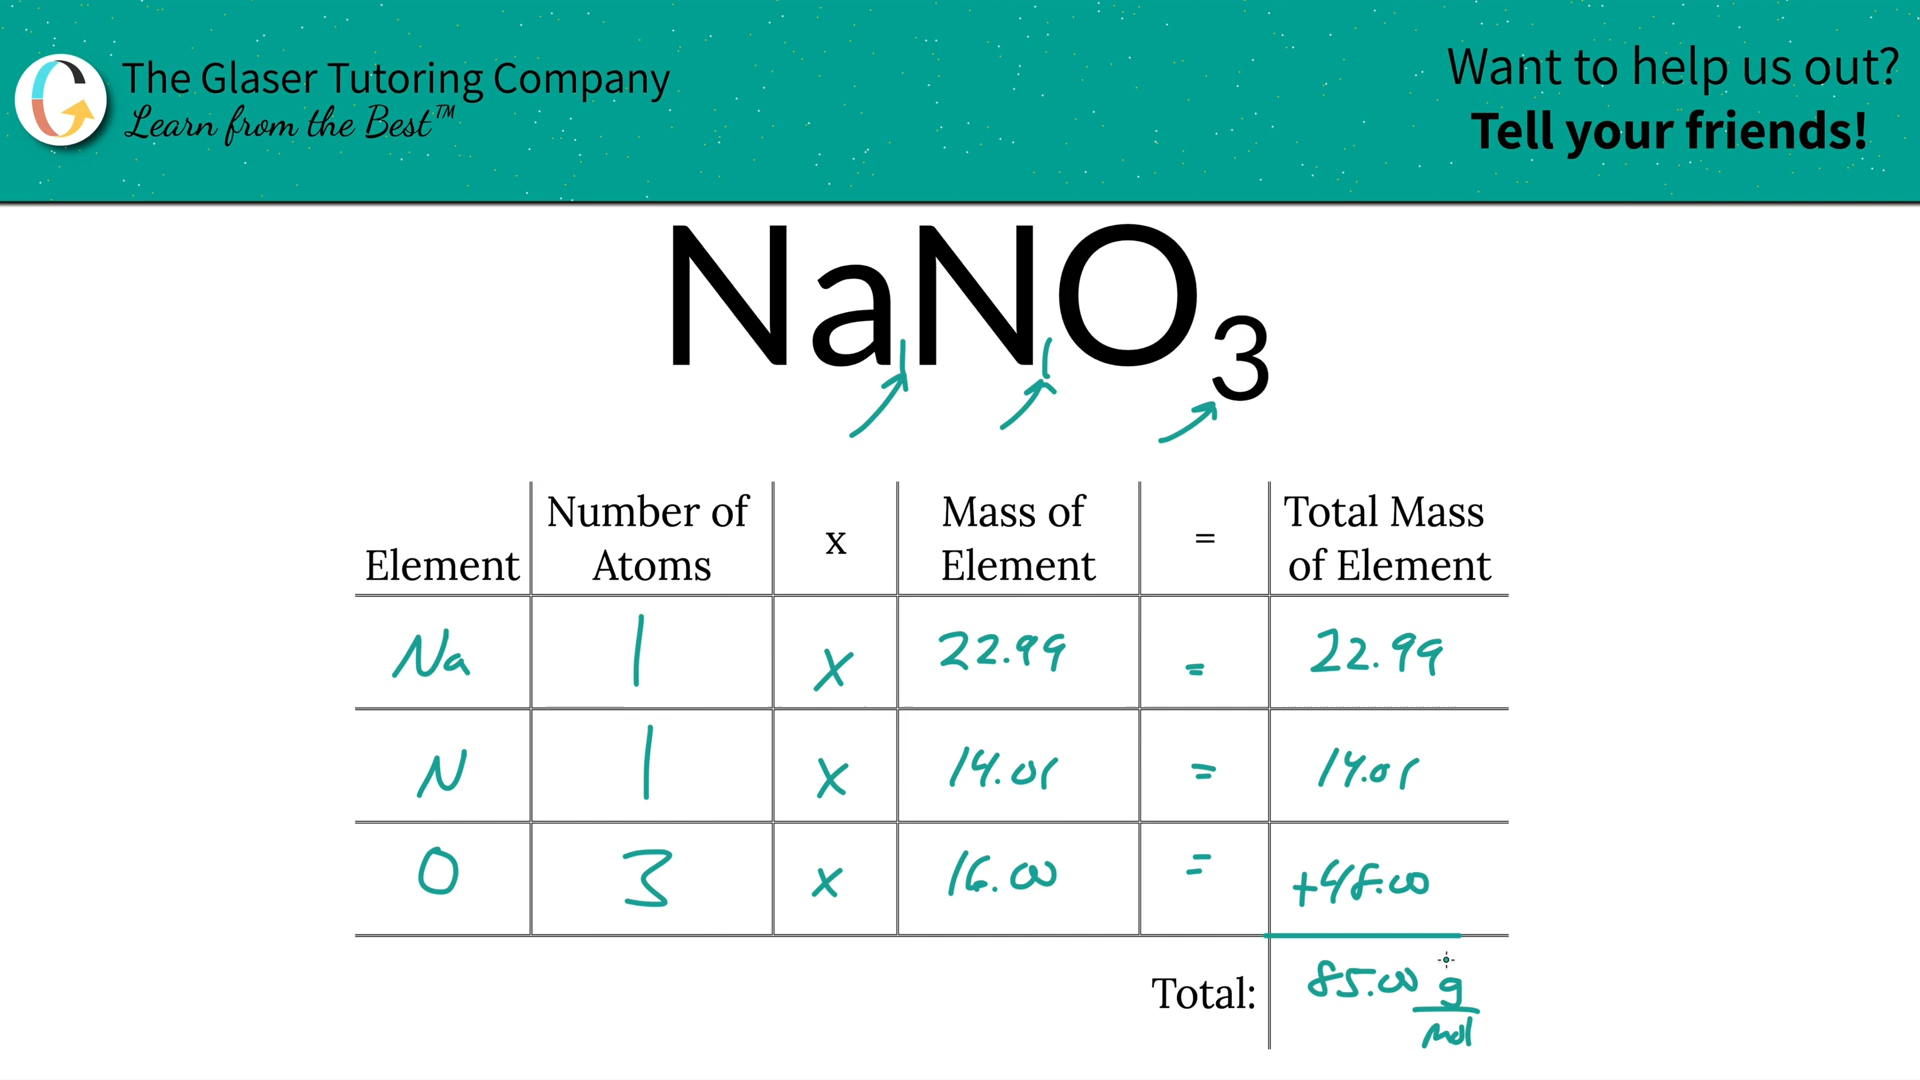 The Glaser Tutoring Company
Learn from the Best™
Want to help us out?
Tell your friends!
NaNO₃
1 1
Element Number of Atoms x Mass of Element = Total Mass of Element
Na 1 x 22.99 = 22.99
N 1 x 14.01 = 14.01
O 3 x 16.00 = +48.00
Total: 85.00 g/mol